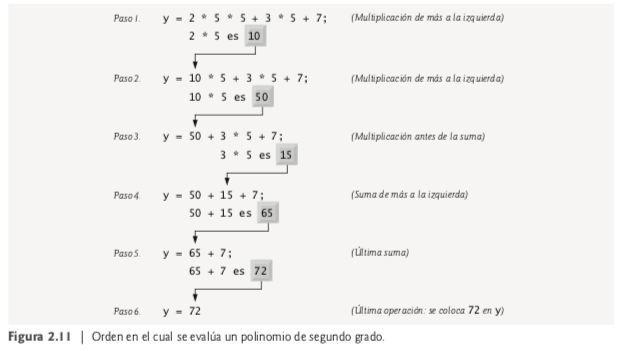 Paso 1. y = 2 * 5 * 5 + 3 * 5 + 7; (Multiplicación de más a la izquierda)
2 * 5 es 10
Paso 2. y = 10 * 5 + 3 * 5 + 7; (Multiplicación de más a la izquierda)
10 * 5 es 50
Paso 3. y = 50 + 3 * 5 + 7; (Multiplicación antes de la suma)
3 * 5 es 15
Paso 4. y = 50 + 15 + 7; (Suma de más a la izquierda)
50 + 15 es 65
Paso 5. y = 65 + 7; (Última suma)
65 + 7 es 72
Paso 6. y = 72 (Última operación: se coloca 72 en y)
Figura 2.11 | Orden en el cual se evalúa un polinomio de segundo grado.